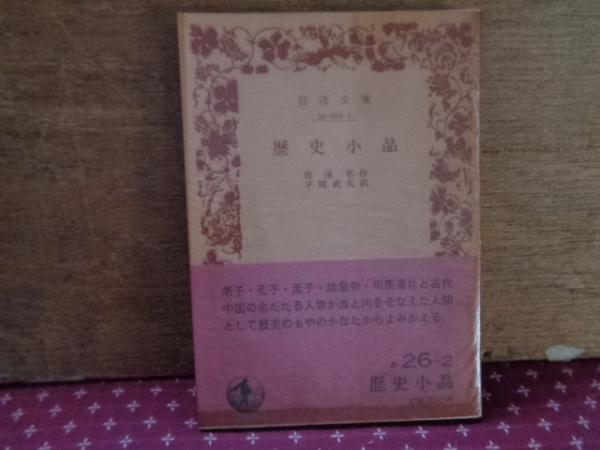 岩波文庫
歴史小品
郭沫若作
平岡武夫訳
老子・孔子・孟子・始皇帝・司馬遷など古代
中国の名だたる人物が血と肉をそなえた人間
として歴史のもやのかなたからよみがえる.
赤 26-2
歴史小品